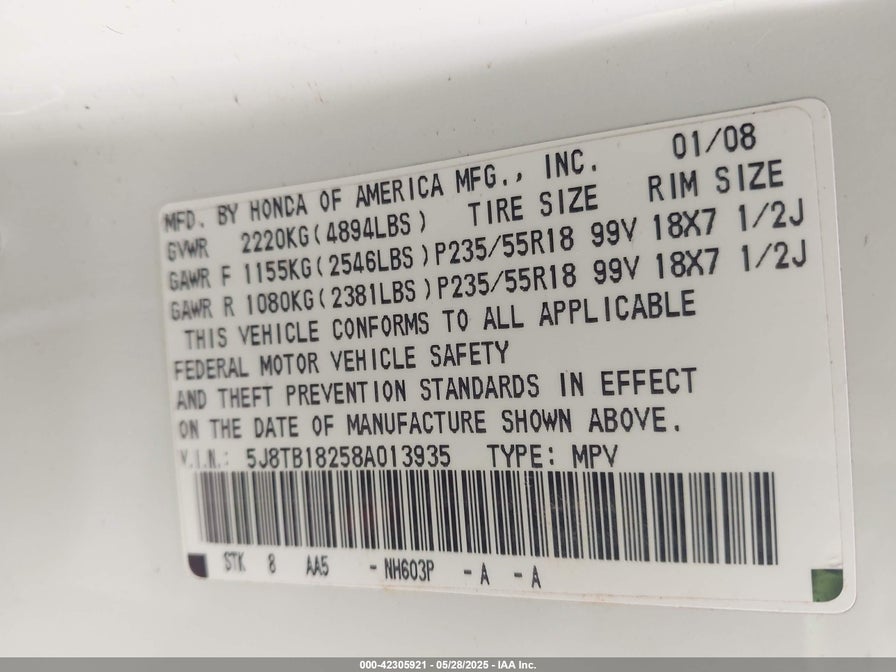 MFD. BY HONDA OF AMERICA MFG., INC. 01/08
GVWR 2220KG(4894LBS) TIRE SIZE RIM SIZE
GAWR F 1155KG(2546LBS)P235/55R18 99V 18X7 1/2J
GAWR R 1080KG(2381LBS)P235/55R18 99V 18X7 1/2J
THIS VEHICLE CONFORMS TO ALL APPLICABLE
FEDERAL MOTOR VEHICLE SAFETY
AND THEFT PREVENTION STANDARDS IN EFFECT
ON THE DATE OF MANUFACTURE SHOWN ABOVE.
V.I.N.: 5J8TB18258A013935 TYPE: MPV
STK 8 AA5 -NH603P -A -A
000-42305921 - 05/28/2025 - IAA Inc.